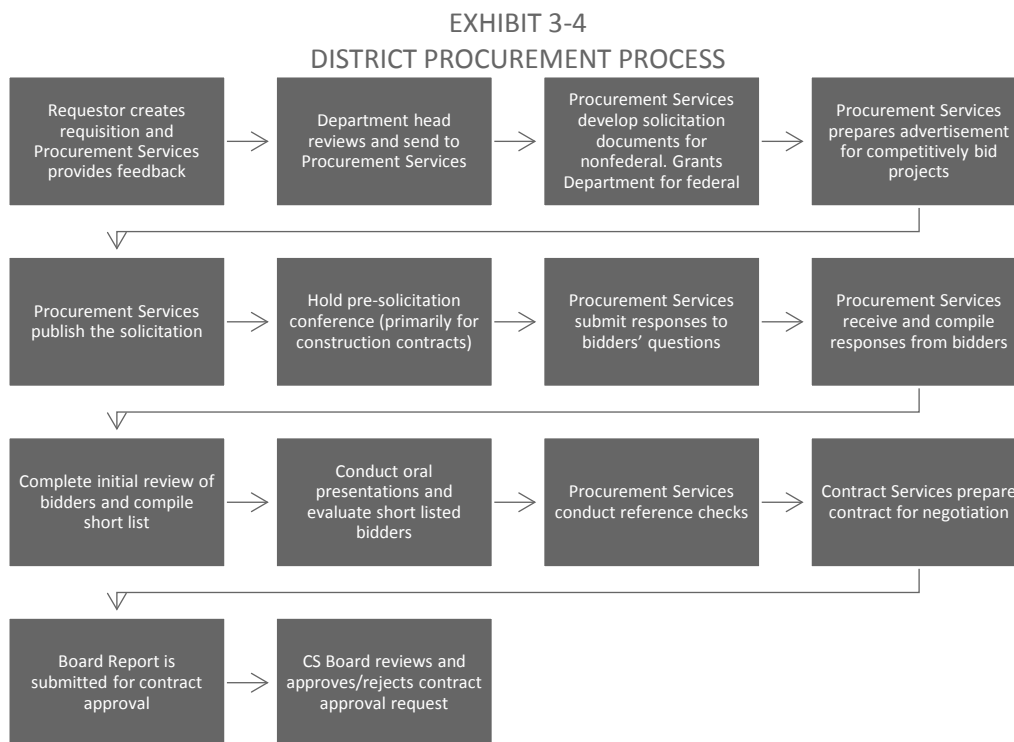 EXHIBIT 3-4
DISTRICT PROCUREMENT PROCESS
Requestor creates
requisition and
Procurement Services
provides feedback
Department head
reviews and send to
Procurement Services
Procurement Services
develop solicitation
documents for
nonfederal. Grants
Department for federal
Procurement Services
prepares advertisement
for competitively bid
projects
Procurement Services
publish the solicitation
Hold pre-solicitation
conference (primarily for
construction contracts)
Procurement Services
submit responses to
bidders’ questions
Procurement Services
receive and compile
responses from bidders
Complete initial review of
bidders and compile
short list
Conduct oral
presentations and
evaluate short listed
bidders
Procurement Services
conduct reference checks
Contract Services prepare
contract for negotiation
Board Report is
submitted for contract
approval
CS Board reviews and
approves/rejects contract
approval request